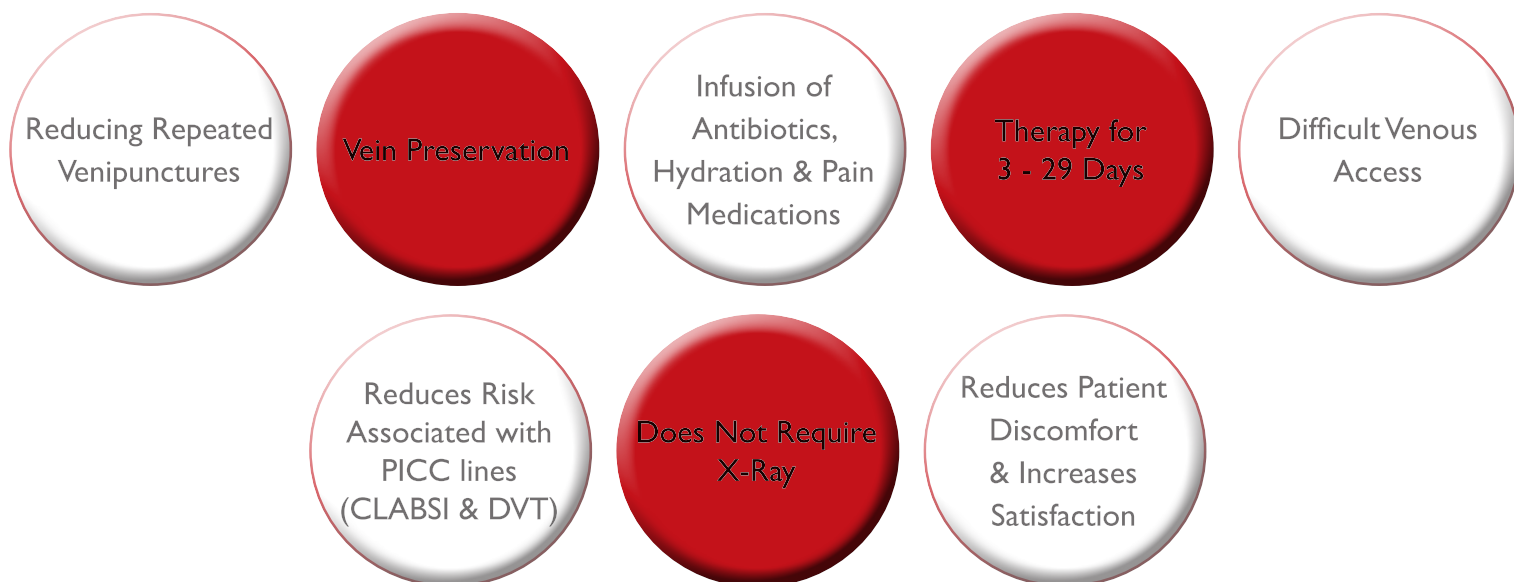 Reducing Repeated
Venipunctures
Vein Preservation
Infusion of
Antibiotics,
Hydration & Pain
Medications
Therapy for
3 - 29 Days
Difficult Venous
Access
Reduces Risk
Associated with
PICC lines
(CLABSI & DVT)
Does Not Require
X-Ray
Reduces Patient
Discomfort
& Increases
Satisfaction